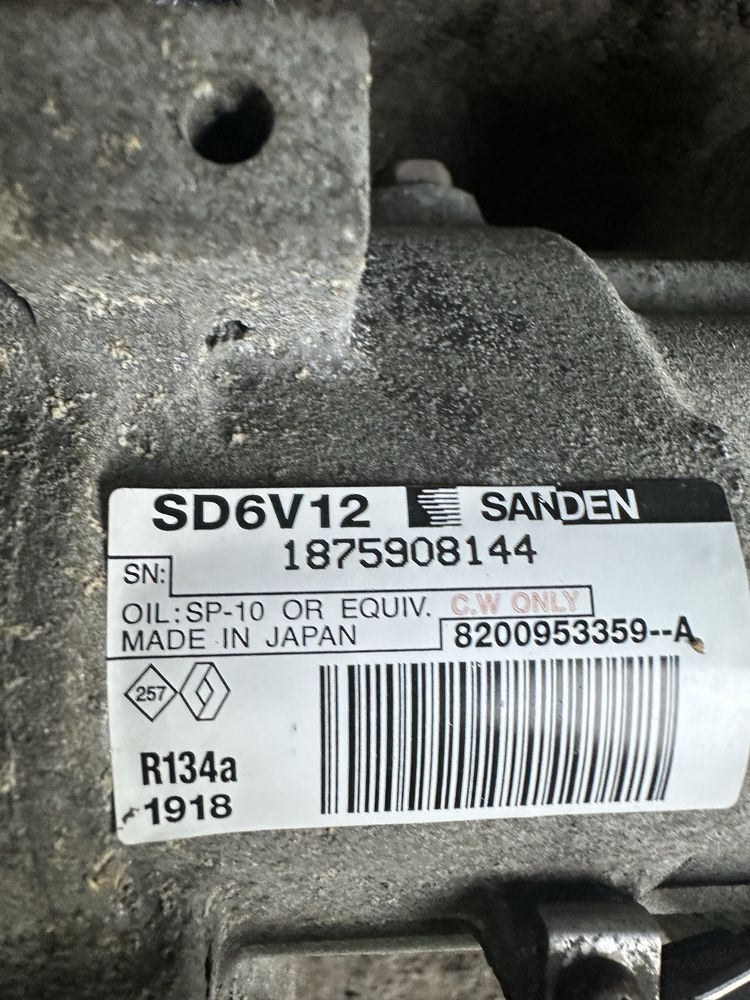 SD6V12 SANDEN
SN: 1875908144
OIL:SP-10 OR EQUIV. C.W ONLY
MADE IN JAPAN 8200953359--A
257
R134a
1918